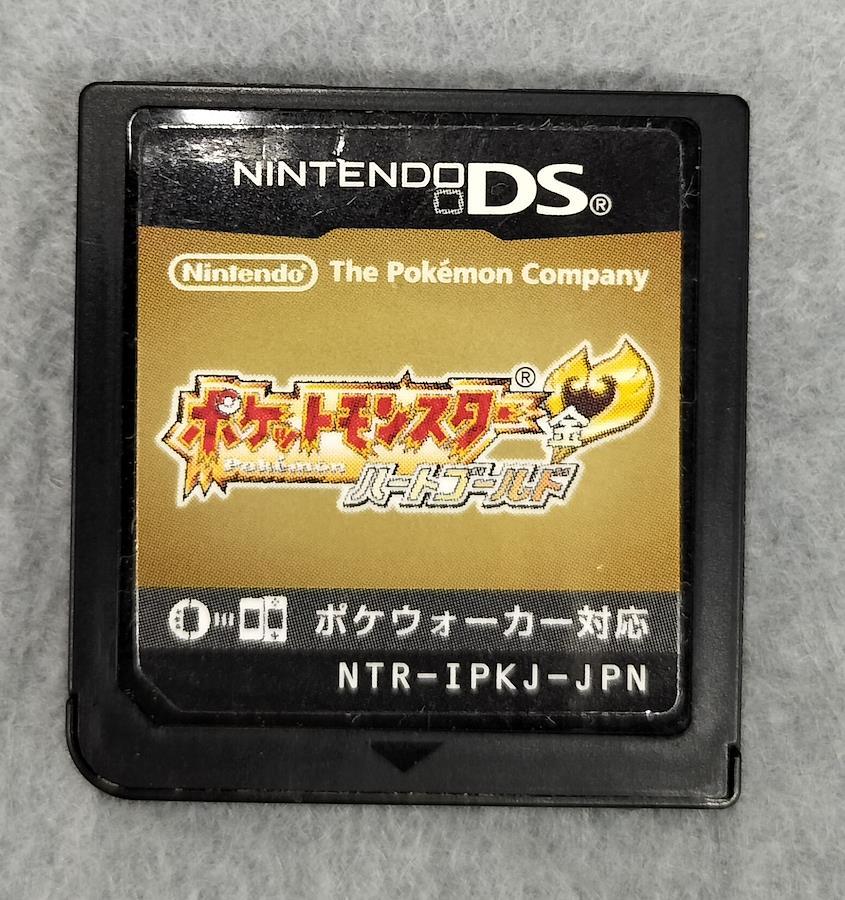 NINTENDO DS®
Nintendo® The Pokémon Company
ポケットモンスター®
金
Pokémon
ハートゴールド
ポケウォーカー対応
NTR-IPKJ-JPN